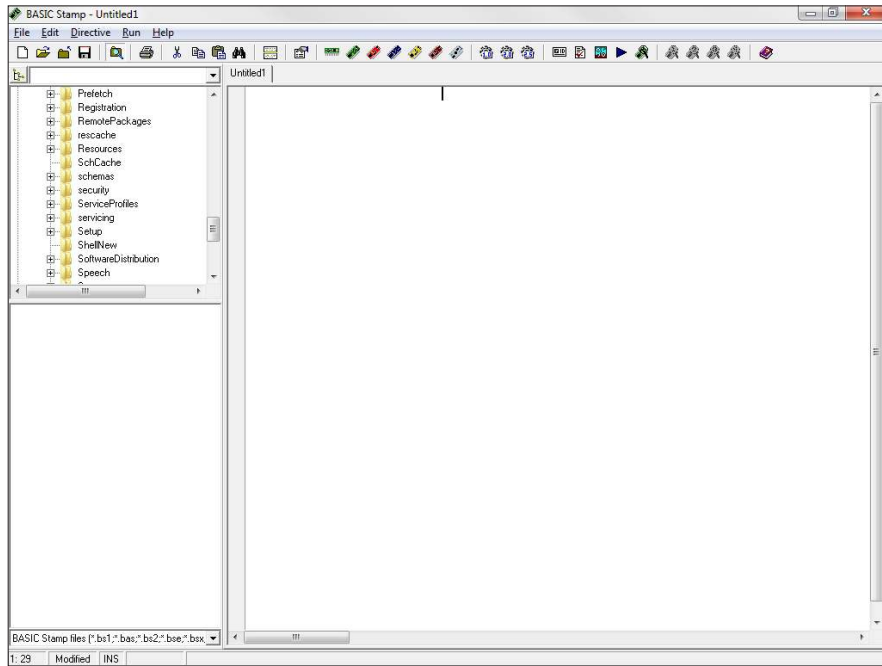 BASIC Stamp - Untitled1
File Edit Directive Run Help
Untitled1
Prefetch
Registration
RemotePackages
rescache
Resources
SchCache
schemas
security
ServiceProfiles
servicing
Setup
ShellNew
SoftwareDistribution
Speech
BASIC Stamp files (*.bs1;*.bas;*.bs2;*.bse;*.bsx,
1: 29 Modified INS